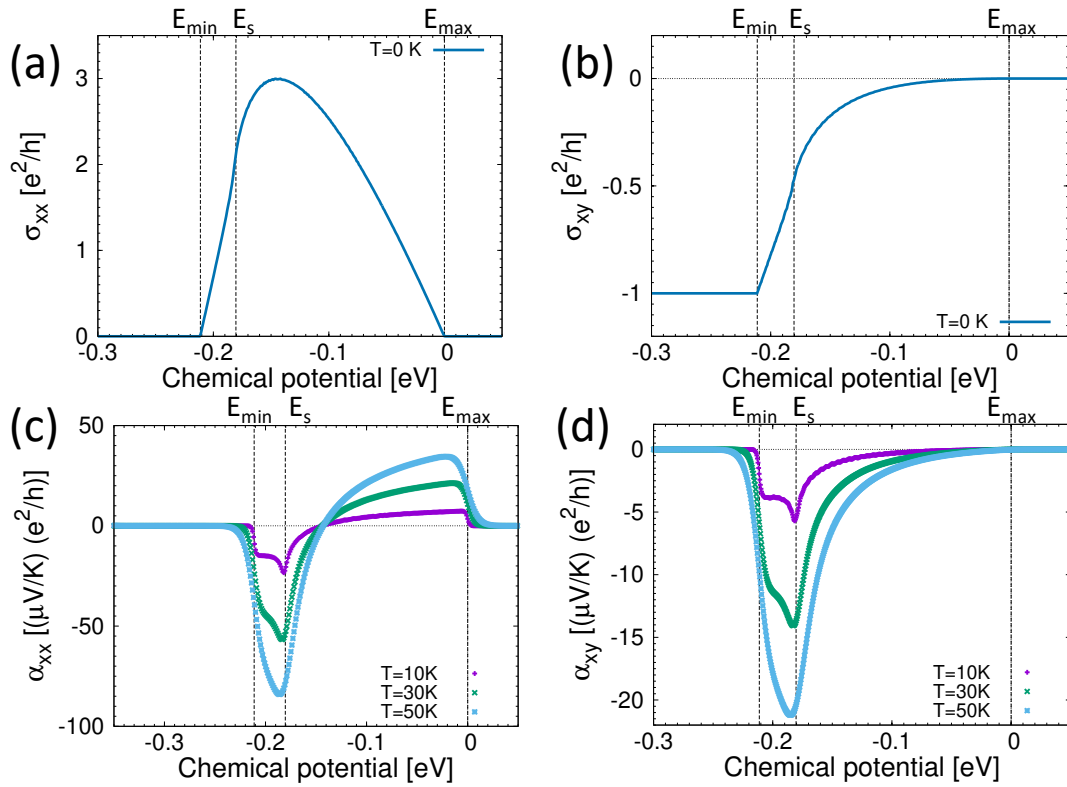 (a)
E_min E_s E_max
T=0 K
σ_xx [e²/h]
3
2
1
0
-0.3 -0.2 -0.1 0
Chemical potential [eV]
(b)
E_min E_s E_max
σ_xy [e²/h]
0
-0.5
-1
T=0 K
-0.3 -0.2 -0.1 0
Chemical potential [eV]
(c)
E_min E_s E_max
α_xx [(μV/K) (e²/h)]
50
0
-50
-100
T=10K
T=30K
T=50K
-0.3 -0.2 -0.1 0
Chemical potential [eV]
(d)
E_min E_s E_max
α_xy [(μV/K) (e²/h)]
0
-5
-10
-15
-20
T=10K
T=30K
T=50K
-0.3 -0.2 -0.1 0
Chemical potential [eV]